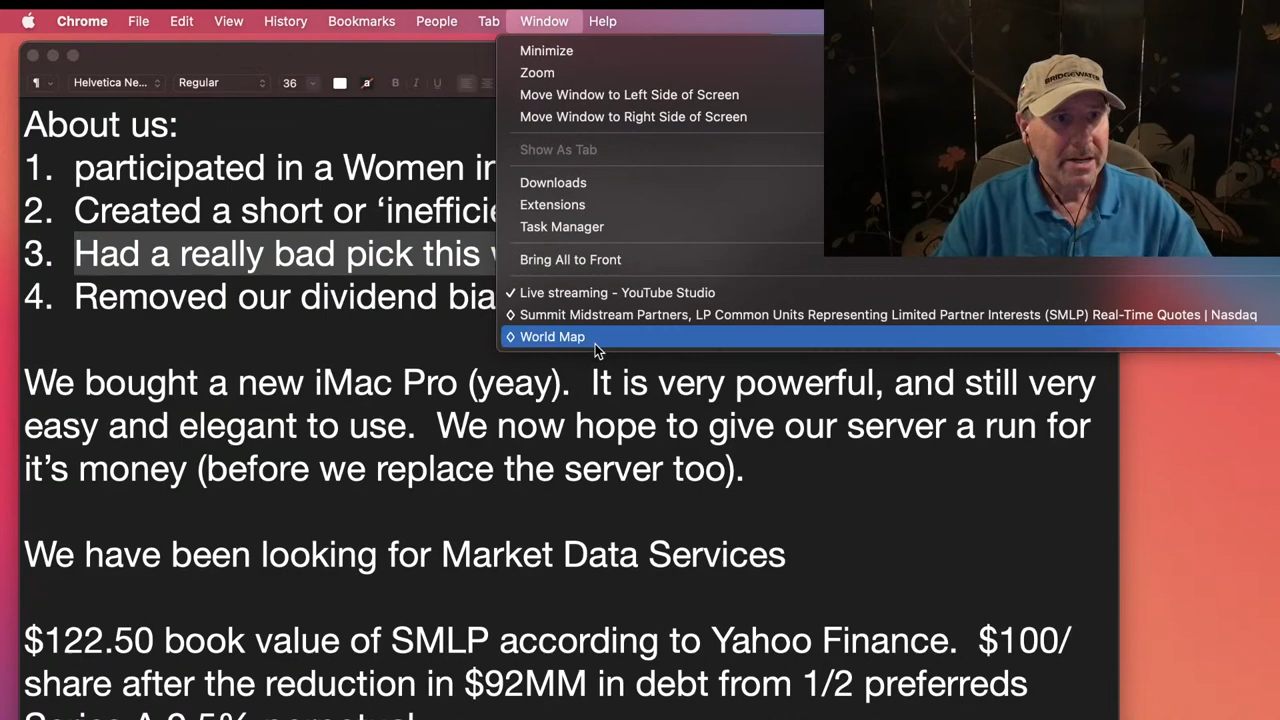 Chrome File Edit View History Bookmarks People Tab Window Help
Minimize
Zoom
Move Window to Left Side of Screen
Move Window to Right Side of Screen
Show As Tab
Downloads
Extensions
Task Manager
Bring All to Front
✓ Live streaming - YouTube Studio
◊ Summit Midstream Partners, LP Common Units Representing Limited Partner Interests (SMLP) Real-Time Quotes | Nasdaq
◊ World Map
BRIDGEWATER
¶ Helvetica Ne... Regular 36 a B I U
About us:
1. participated in a Women in
2. Created a short or ‘inefficie
3. Had a really bad pick this
4. Removed our dividend bia
We bought a new iMac Pro (yeay). It is very powerful, and still very
easy and elegant to use. We now hope to give our server a run for
it’s money (before we replace the server too).
We have been looking for Market Data Services
$122.50 book value of SMLP according to Yahoo Finance. $100/
share after the reduction in $92MM in debt from 1/2 preferreds
Series A 9.5% perpetual